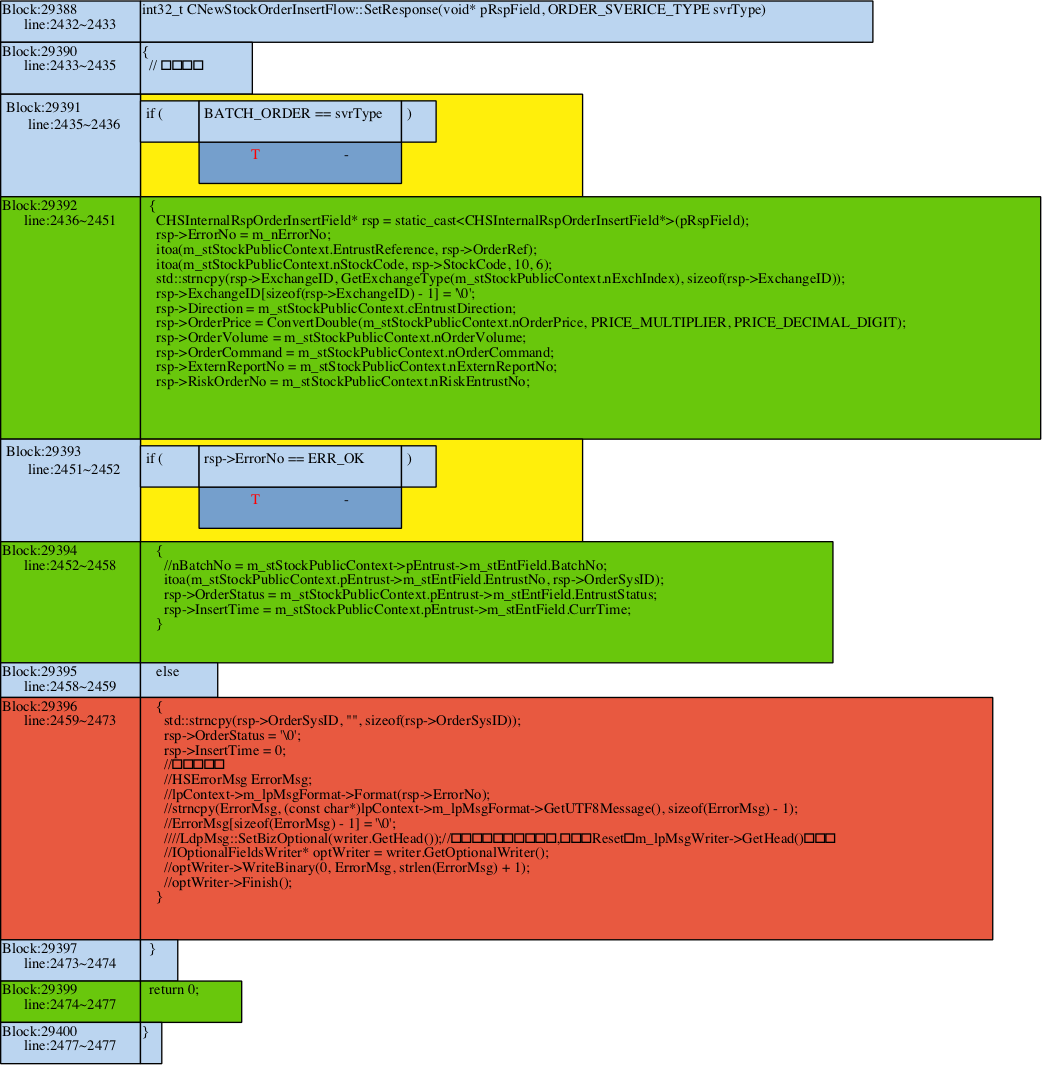 Block:29388 int32_t CNewStockOrderInsertFlow::SetResponse(void* pRspField, ORDER_SVERICE_TYPE svrType)
line:2432~2433
Block:29390 {
line:2433~2435 //
Block:29391 if ( BATCH_ORDER == svrType )
line:2435~2436
T -
Block:29392 {
line:2436~2451 CHSInternalRspOrderInsertField* rsp = static_cast<CHSInternalRspOrderInsertField*>(pRspField);
rsp->ErrorNo = m_nErrorNo;
itoa(m_stStockPublicContext.EntrustReference, rsp->OrderRef);
itoa(m_stStockPublicContext.nStockCode, rsp->StockCode, 10, 6);
std::strncpy(rsp->ExchangeID, GetExchangeType(m_stStockPublicContext.nExchIndex), sizeof(rsp->ExchangeID));
rsp->ExchangeID[sizeof(rsp->ExchangeID) - 1] = '\0';
rsp->Direction = m_stStockPublicContext.cEntrustDirection;
rsp->OrderPrice = ConvertDouble(m_stStockPublicContext.nOrderPrice, PRICE_MULTIPLIER, PRICE_DECIMAL_DIGIT);
rsp->OrderVolume = m_stStockPublicContext.nOrderVolume;
rsp->OrderCommand = m_stStockPublicContext.nOrderCommand;
rsp->ExternReportNo = m_stStockPublicContext.nExternReportNo;
rsp->RiskOrderNo = m_stStockPublicContext.nRiskEntrustNo;
Block:29393 if ( rsp->ErrorNo == ERR_OK )
line:2451~2452
T -
Block:29394 {
line:2452~2458 //nBatchNo = m_stStockPublicContext->pEntrust->m_stEntField.BatchNo;
itoa(m_stStockPublicContext.pEntrust->m_stEntField.EntrustNo, rsp->OrderSysID);
rsp->OrderStatus = m_stStockPublicContext.pEntrust->m_stEntField.EntrustStatus;
rsp->InsertTime = m_stStockPublicContext.pEntrust->m_stEntField.CurrTime;
}
Block:29395 else
line:2458~2459
Block:29396 {
line:2459~2473 std::strncpy(rsp->OrderSysID, "", sizeof(rsp->OrderSysID));
rsp->OrderStatus = '\0';
rsp->InsertTime = 0;
//
//HSErrorMsg ErrorMsg;
//lpContext->m_lpMsgFormat->Format(rsp->ErrorNo);
//strncpy(ErrorMsg, (const char*)lpContext->m_lpMsgFormat->GetUTF8Message(), sizeof(ErrorMsg) - 1);
//ErrorMsg[sizeof(ErrorMsg) - 1] = '\0';
////LdpMsg::SetBizOptional(writer.GetHead());// , Reset m_lpMsgWriter->GetHead()
//IOptionalFieldsWriter* optWriter = writer.GetOptionalWriter();
//optWriter->WriteBinary(0, ErrorMsg, strlen(ErrorMsg) + 1);
//optWriter->Finish();
}
Block:29397 }
line:2473~2474
Block:29399 return 0;
line:2474~2477
Block:29400 }
line:2477~2477